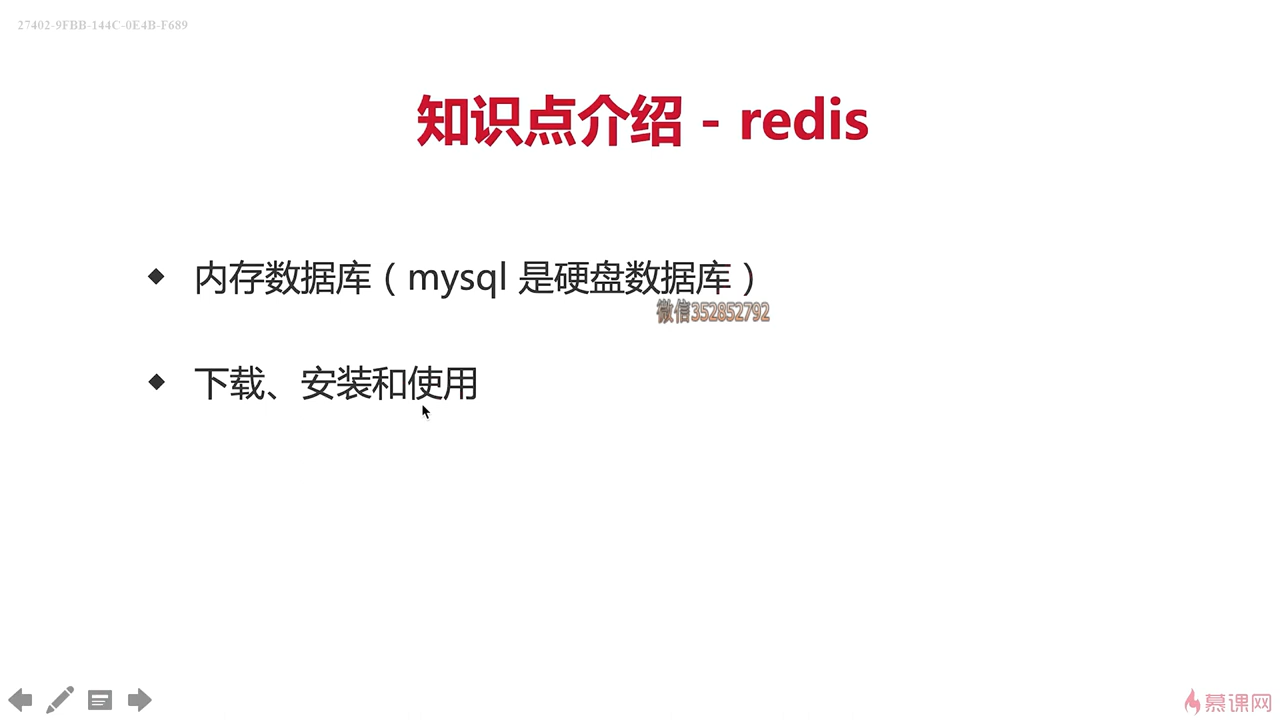 27402-9FBB-144C-0E4B-F689
知识点介绍 - redis
◆ 内存数据库（mysql 是硬盘数据库）
微信352852792
◆ 下载、安装和使用
慕课网